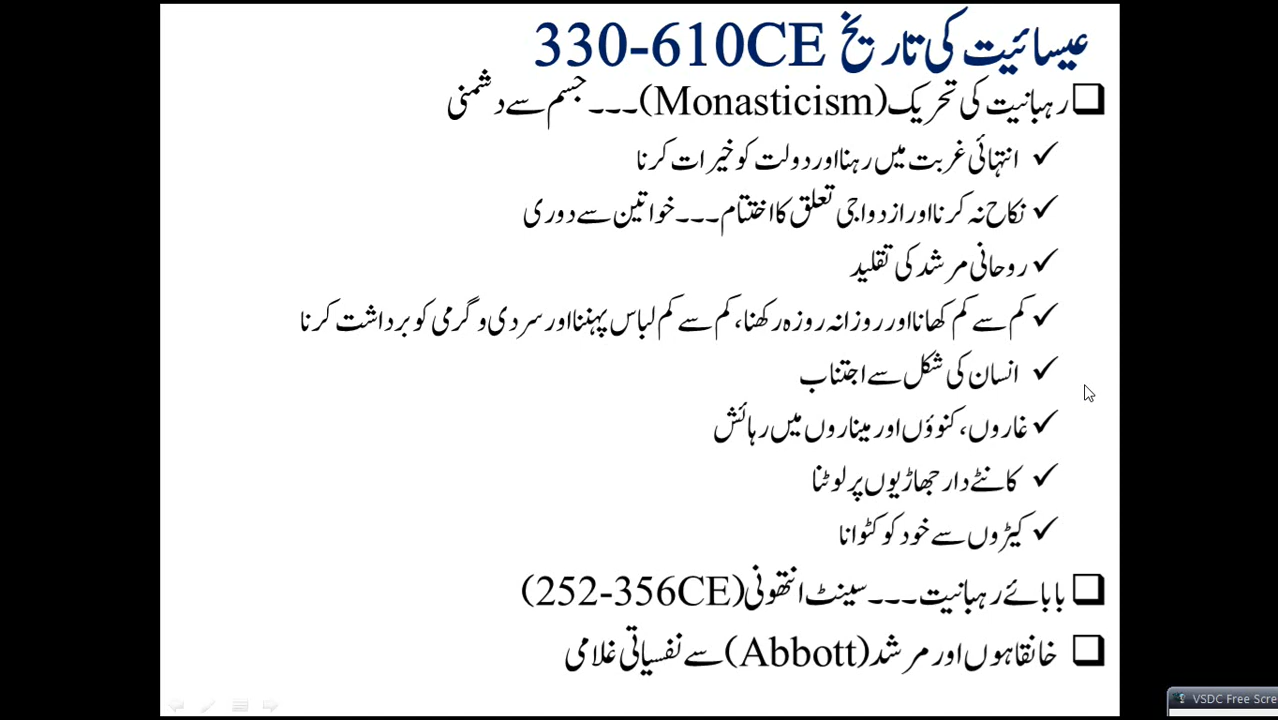 عیسائیت کی تاریخ 330-610CE
رہبانیت کی تحریک (Monasticism)۔۔۔ جسم سے دشمنی
انتہائی غربت میں رہنا اور دولت کو خیرات کرنا
نکاح نہ کرنا اور ازدواجی تعلق کا اختتام۔۔۔ خواتین سے دوری
روحانی مرشد کی تقلید
کم سے کم کھانا اور روزانہ روزہ رکھنا، کم سے کم لباس پہننا اور سردی و گرمی کو برداشت کرنا
انسان کی شکل سے اجتناب
غاروں، کنوؤں اور میناروں میں رہائش
کانٹے دار جھاڑیوں پر لوٹنا
کیڑوں سے خود کو کٹوانا
بابائے رہبانیت۔۔۔ سینٹ انتھونی (252-356CE)
خانقاہوں اور مرشد (Abbott) سے نفسیاتی غلامی
VSDC Free Scre